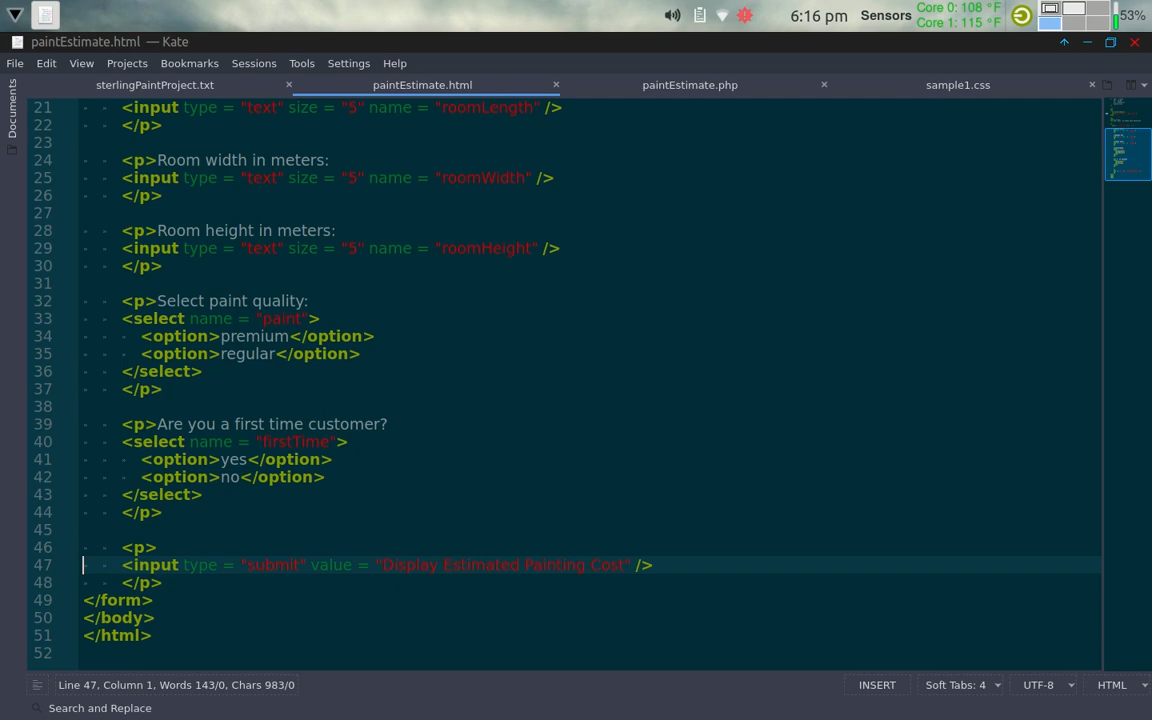 6:16 pm Sensors Core 0: 108 °F
Core 1: 115 °F
53%
paintEstimate.html — Kate
File Edit View Projects Bookmarks Sessions Tools Settings Help
sterlingPaintProject.txt paintEstimate.html paintEstimate.php sample1.css
Documents
21 <input type = "text" size = "5" name = "roomLength" />
22 </p>
23
24 <p>Room width in meters:
25 <input type = "text" size = "5" name = "roomWidth" />
26 </p>
27
28 <p>Room height in meters:
29 <input type = "text" size = "5" name = "roomHeight" />
30 </p>
31
32 <p>Select paint quality:
33 <select name = "paint">
34 <option>premium</option>
35 <option>regular</option>
36 </select>
37 </p>
38
39 <p>Are you a first time customer?
40 <select name = "firstTime">
41 <option>yes</option>
42 <option>no</option>
43 </select>
44 </p>
45
46 <p>
47 <input type = "submit" value = "Display Estimated Painting Cost" />
48 </p>
49 </form>
50 </body>
51 </html>
52
Line 47, Column 1, Words 143/0, Chars 983/0 INSERT Soft Tabs: 4 UTF-8 HTML
Search and Replace